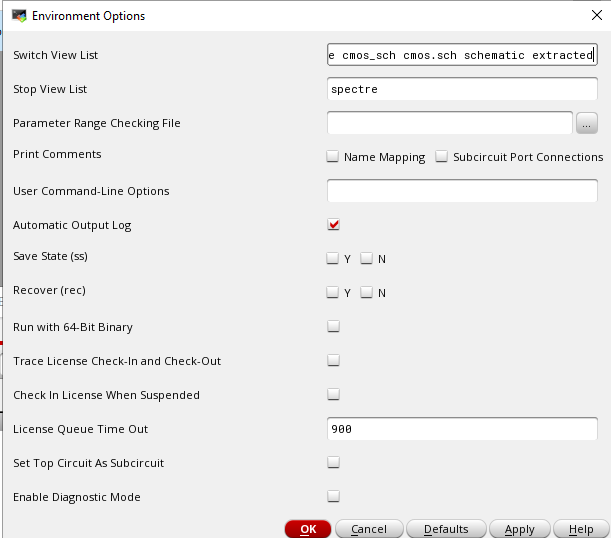 Environment Options
Switch View List e cmos_sch cmos.sch schematic extracted
Stop View List spectre
Parameter Range Checking File ...
Print Comments Name Mapping Subcircuit Port Connections
User Command-Line Options
Automatic Output Log
Save State (ss) Y N
Recover (rec) Y N
Run with 64-Bit Binary
Trace License Check-In and Check-Out
Check In License When Suspended
License Queue Time Out 900
Set Top Circuit As Subcircuit
Enable Diagnostic Mode
OK Cancel Defaults Apply Help